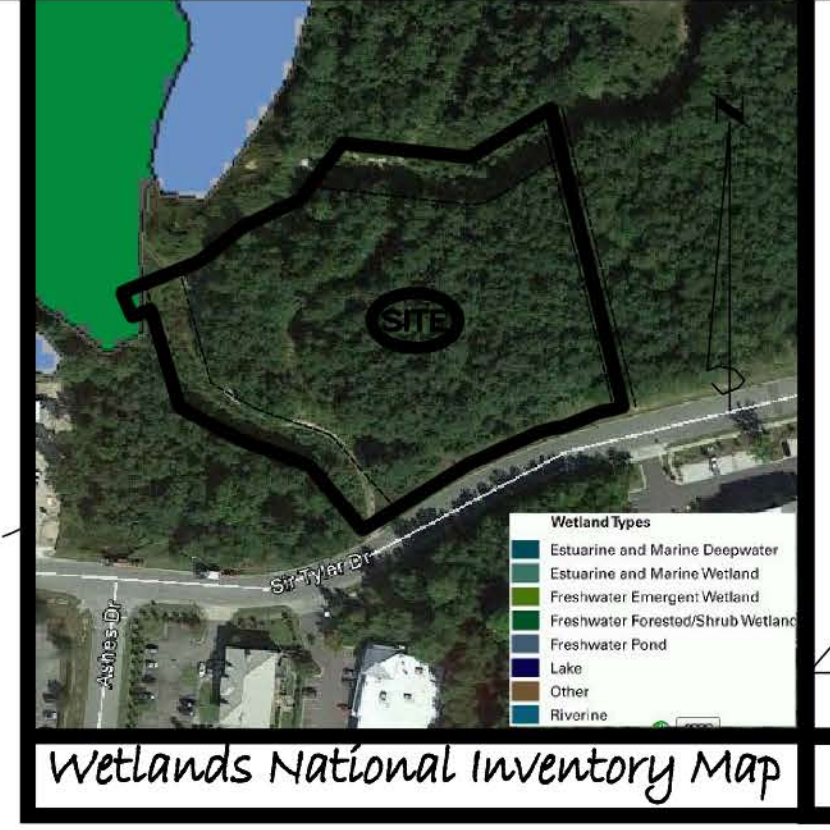 N
SITE
Sir Tyler Dr
Ashes Dr
Wetland Types
Estuarine and Marine Deepwater
Estuarine and Marine Wetland
Freshwater Emergent Wetland
Freshwater Forested/Shrub Wetland
Freshwater Pond
Lake
Other
Riverine
Wetlands National Inventory Map